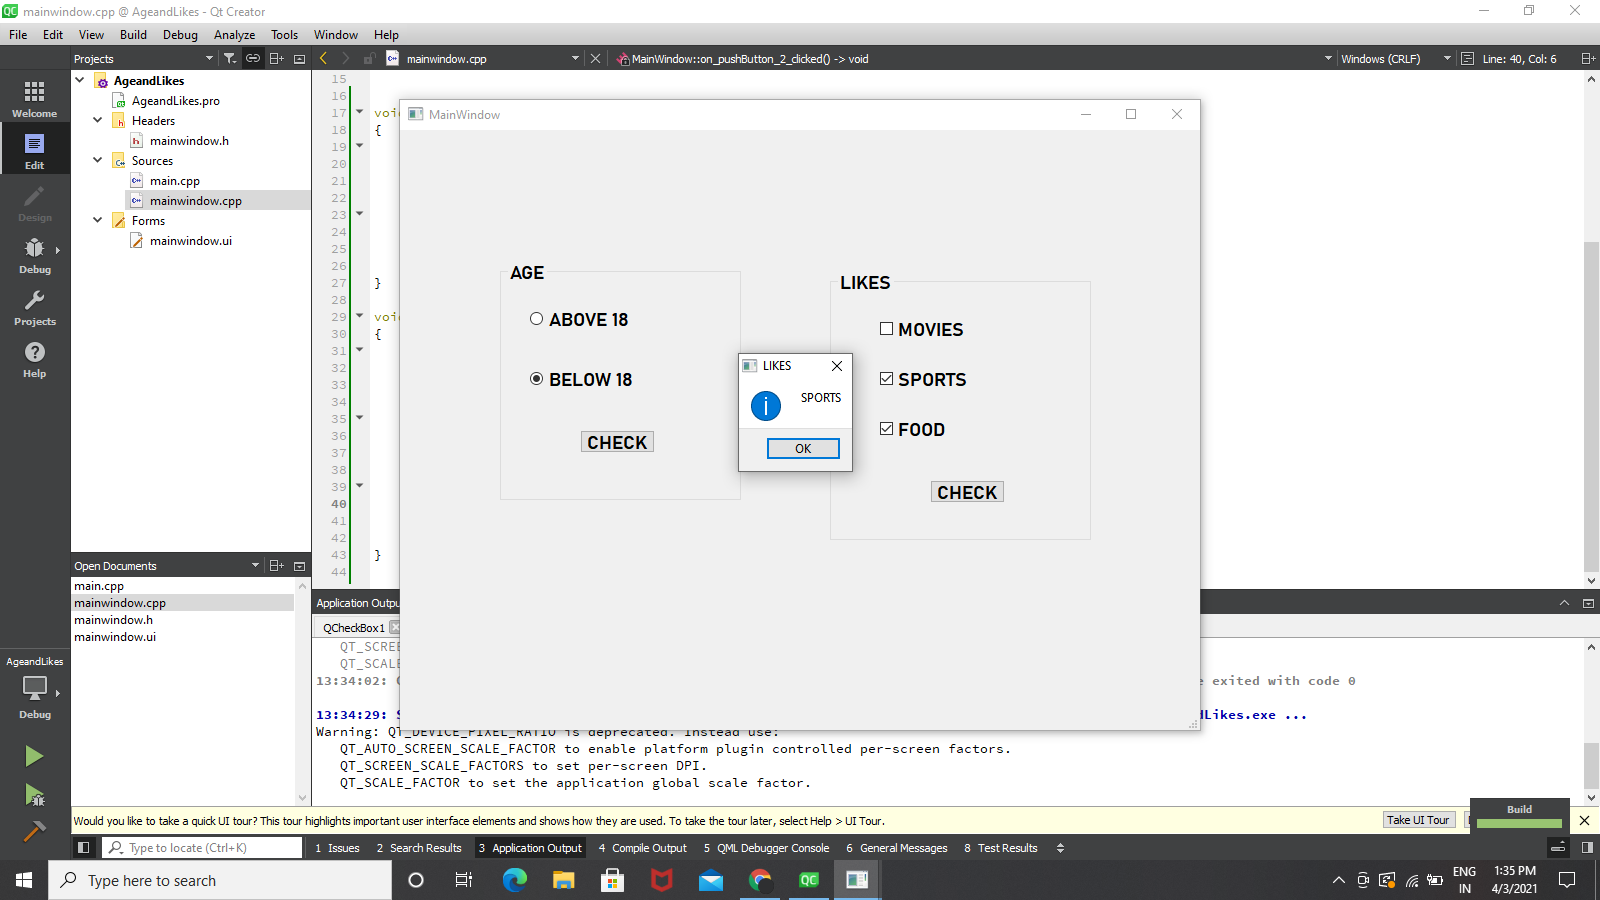 mainwindow.cpp @ AgeandLikes - Qt Creator
File Edit View Build Debug Analyze Tools Window Help
Projects
mainwindow.cpp
MainWindow::on_pushButton_2_clicked() -> void
Windows (CRLF)
Line: 40, Col: 6
Welcome
Edit
Design
Debug
Projects
Help
AgeandLikes
Debug
AgeandLikes
AgeandLikes.pro
Headers
mainwindow.h
Sources
main.cpp
mainwindow.cpp
Forms
mainwindow.ui
Open Documents
main.cpp
mainwindow.cpp
mainwindow.h
mainwindow.ui
15
16
17 voi
18 {
19
20
21
22
23
24
25
26
27 }
28
29 voi
30 {
31
32
33
34
35
36
37
38
39
40
41
42
43 }
44
MainWindow
AGE
ABOVE 18
BELOW 18
CHECK
LIKES
MOVIES
SPORTS
FOOD
CHECK
LIKES
SPORTS
OK
Application Outpu
QCheckBox1
QT_SCREE
QT_SCALE
13:34:02: e exited with code 0
13:34:29: dLikes.exe ...
Warning: QT_DEVICE_PIXEL_RATIO is deprecated. Instead use:
QT_AUTO_SCREEN_SCALE_FACTOR to enable platform plugin controlled per-screen factors.
QT_SCREEN_SCALE_FACTORS to set per-screen DPI.
QT_SCALE_FACTOR to set the application global scale factor.
Would you like to take a quick UI tour? This tour highlights important user interface elements and shows how they are used. To take the tour later, select Help > UI Tour.
Take UI Tour
Build
Type to locate (Ctrl+K)
1 Issues 2 Search Results 3 Application Output 4 Compile Output 5 QML Debugger Console 6 General Messages 8 Test Results
Type here to search
ENG
IN
1:35 PM
4/3/2021